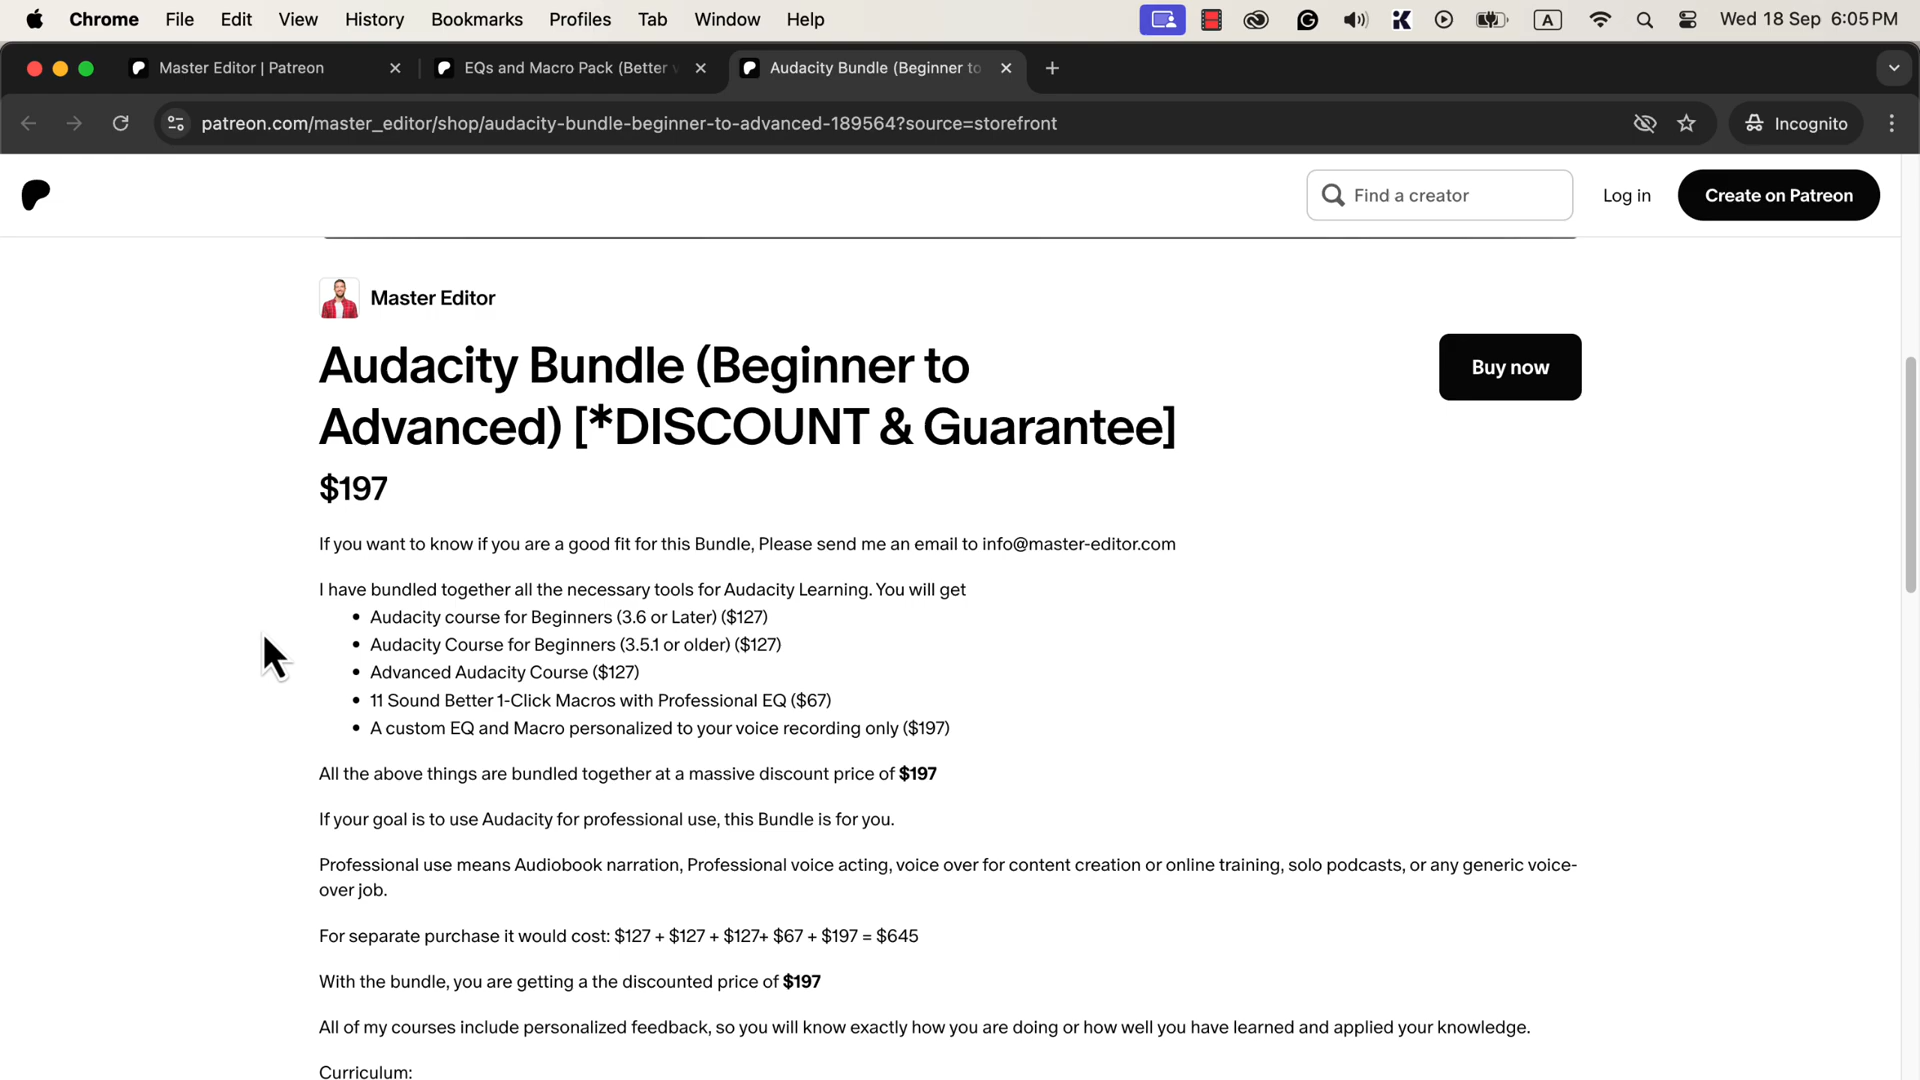 Chrome File Edit View History Bookmarks Profiles Tab Window Help A Wed 18 Sep 6:05 PM
Master Editor | Patreon EQs and Macro Pack (Better Audacity Bundle (Beginner to
patreon.com/master_editor/shop/audacity-bundle-beginner-to-advanced-189564?source=storefront Incognito
Find a creator Log in Create on Patreon
Master Editor
Audacity Bundle (Beginner to
Advanced) [*DISCOUNT & Guarantee]
Buy now
$197
If you want to know if you are a good fit for this Bundle, Please send me an email to info@master-editor.com
I have bundled together all the necessary tools for Audacity Learning. You will get
• Audacity course for Beginners (3.6 or Later) ($127)
• Audacity Course for Beginners (3.5.1 or older) ($127)
• Advanced Audacity Course ($127)
• 11 Sound Better 1-Click Macros with Professional EQ ($67)
• A custom EQ and Macro personalized to your voice recording only ($197)
All the above things are bundled together at a massive discount price of $197
If your goal is to use Audacity for professional use, this Bundle is for you.
Professional use means Audiobook narration, Professional voice acting, voice over for content creation or online training, solo podcasts, or any generic voice-
over job.
For separate purchase it would cost: $127 + $127 + $127+ $67 + $197 = $645
With the bundle, you are getting a the discounted price of $197
All of my courses include personalized feedback, so you will know exactly how you are doing or how well you have learned and applied your knowledge.
Curriculum: